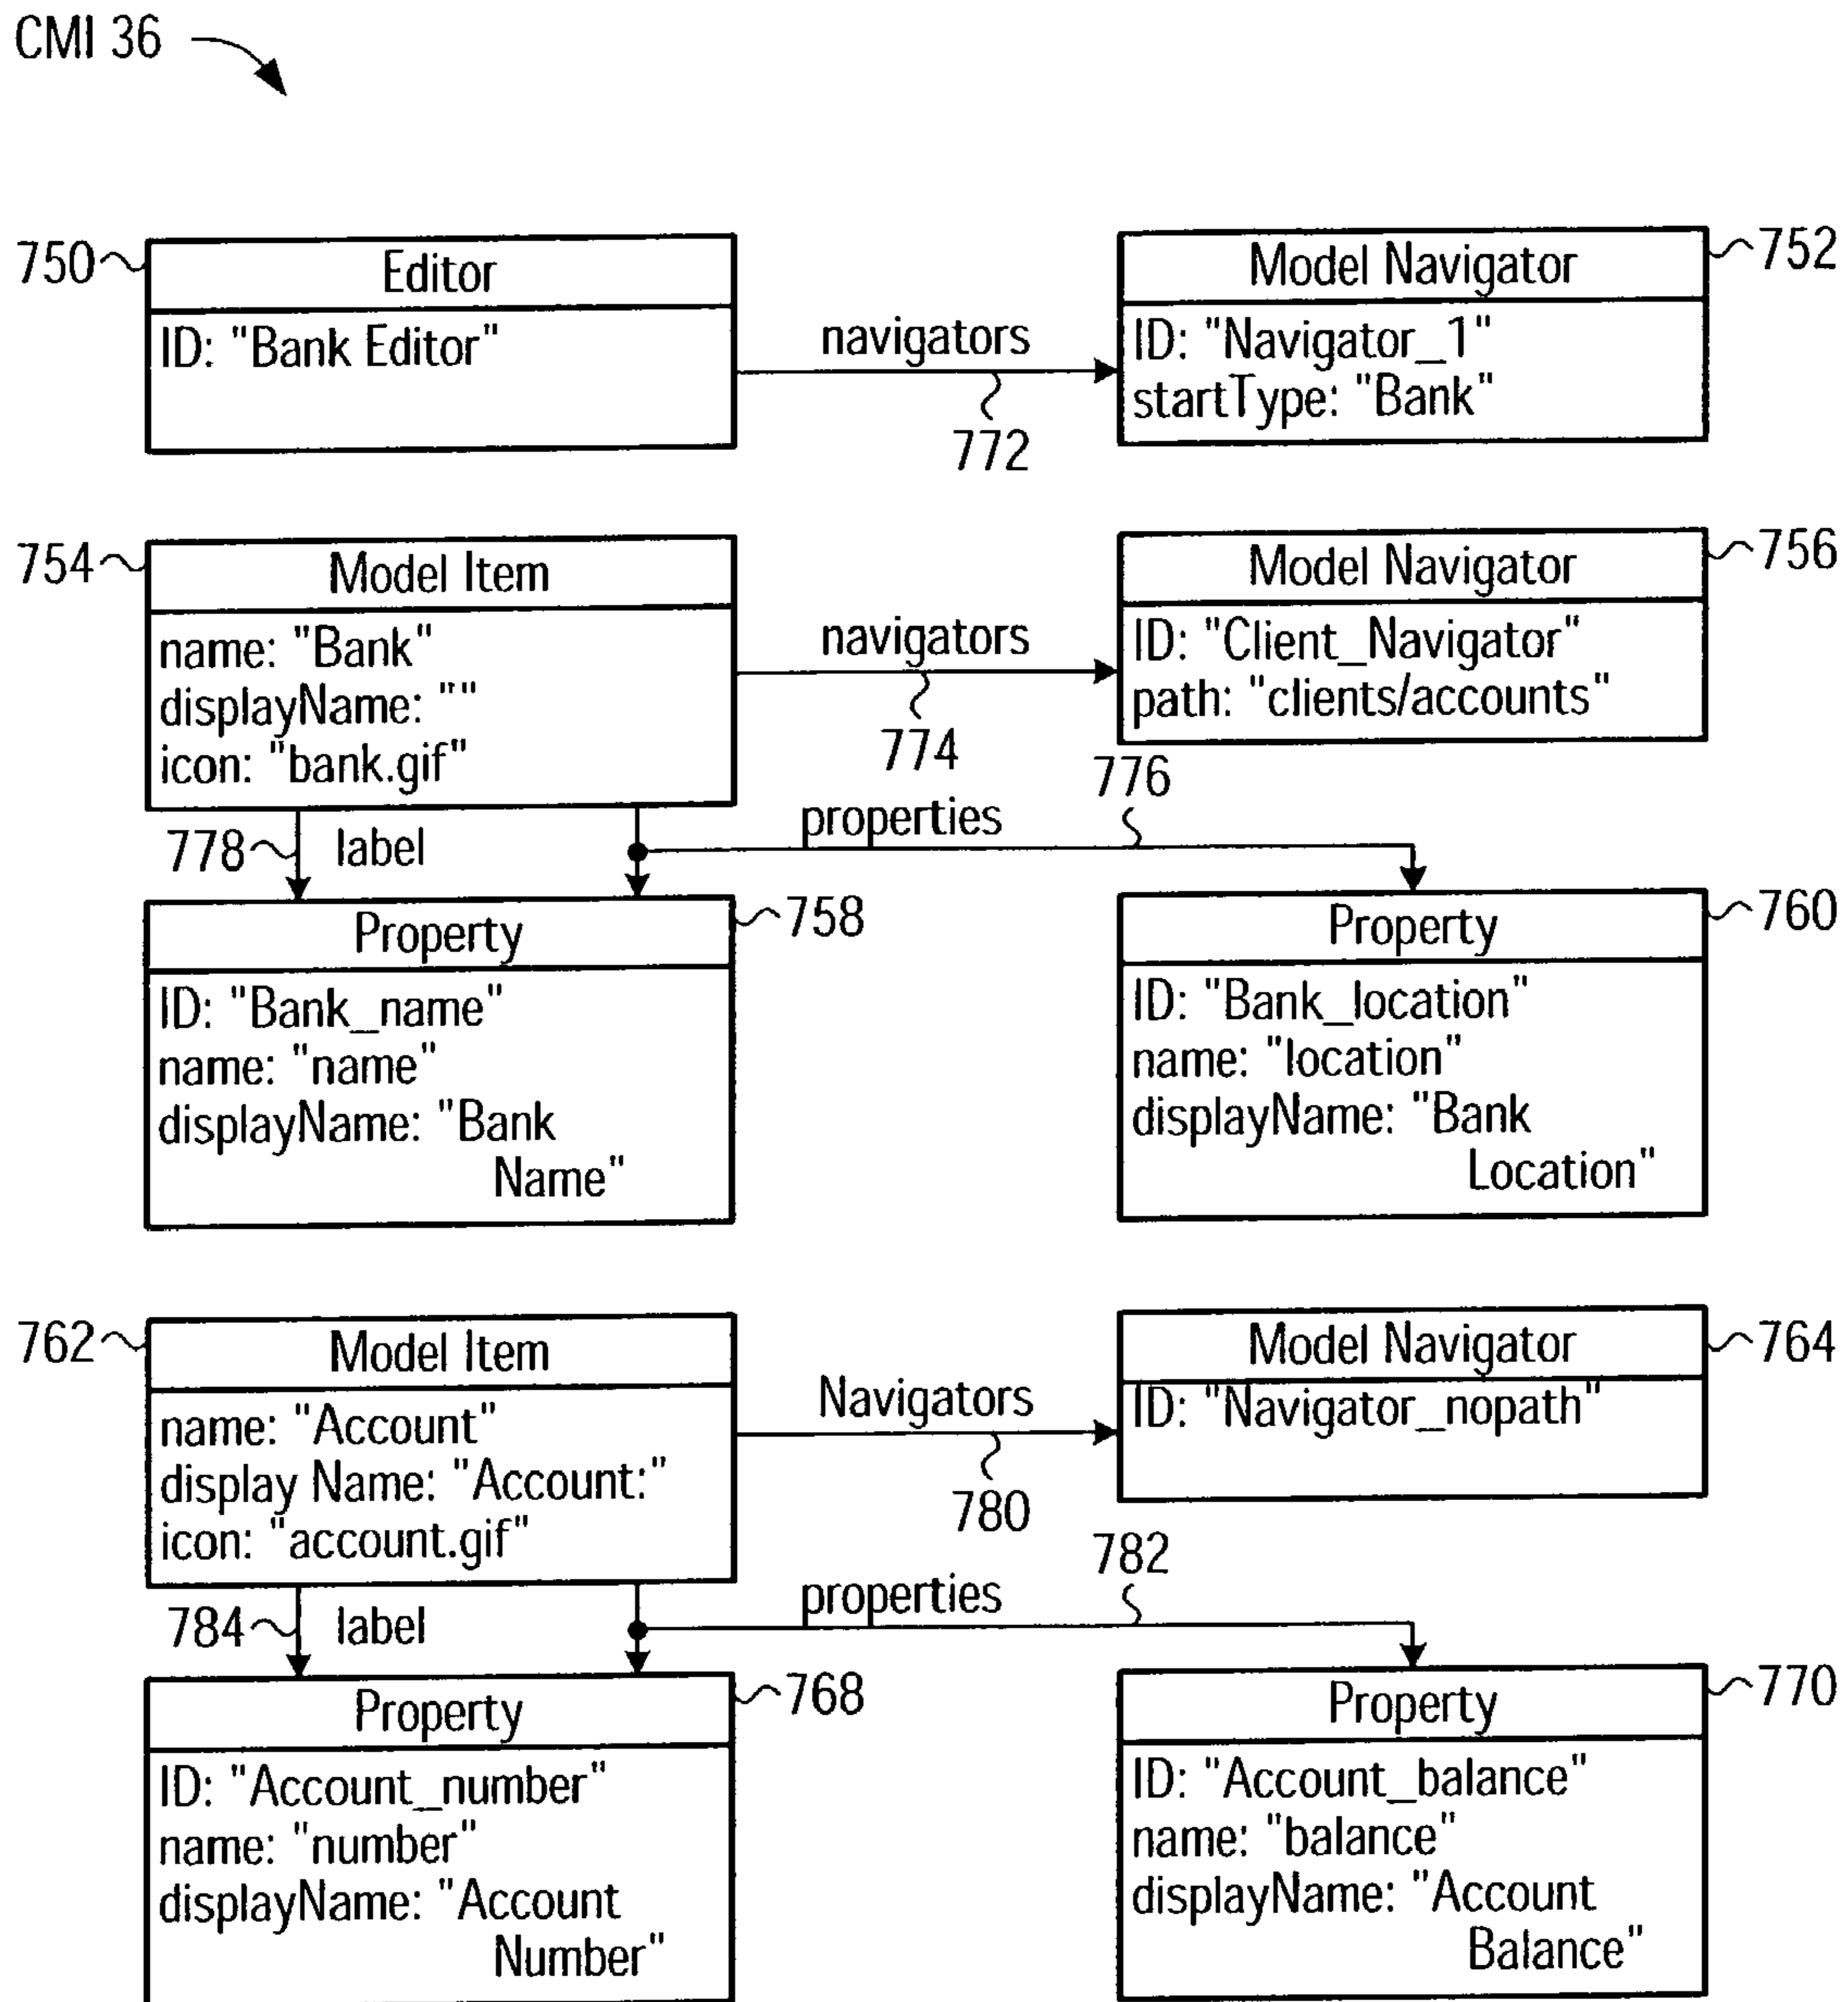 CMI 36
750
Editor
ID: "Bank Editor"
navigators
772
Model Navigator
752
ID: "Navigator_1"
startType: "Bank"
754
Model Item
name: "Bank"
displayName: ""
icon: "bank.gif"
navigators
774
Model Navigator
756
ID: "Client_Navigator"
path: "clients/accounts"
776
properties
778
label
Property
758
ID: "Bank_name"
name: "name"
displayName: "Bank
Name"
Property
760
ID: "Bank_location"
name: "location"
displayName: "Bank
Location"
762
Model Item
name: "Account"
display Name: "Account:"
icon: "account.gif"
Navigators
780
Model Navigator
764
ID: "Navigator_nopath"
782
properties
784
label
Property
768
ID: "Account_number"
name: "number"
displayName: "Account
Number"
Property
770
ID: "Account_balance"
name: "balance"
displayName: "Account
Balance"